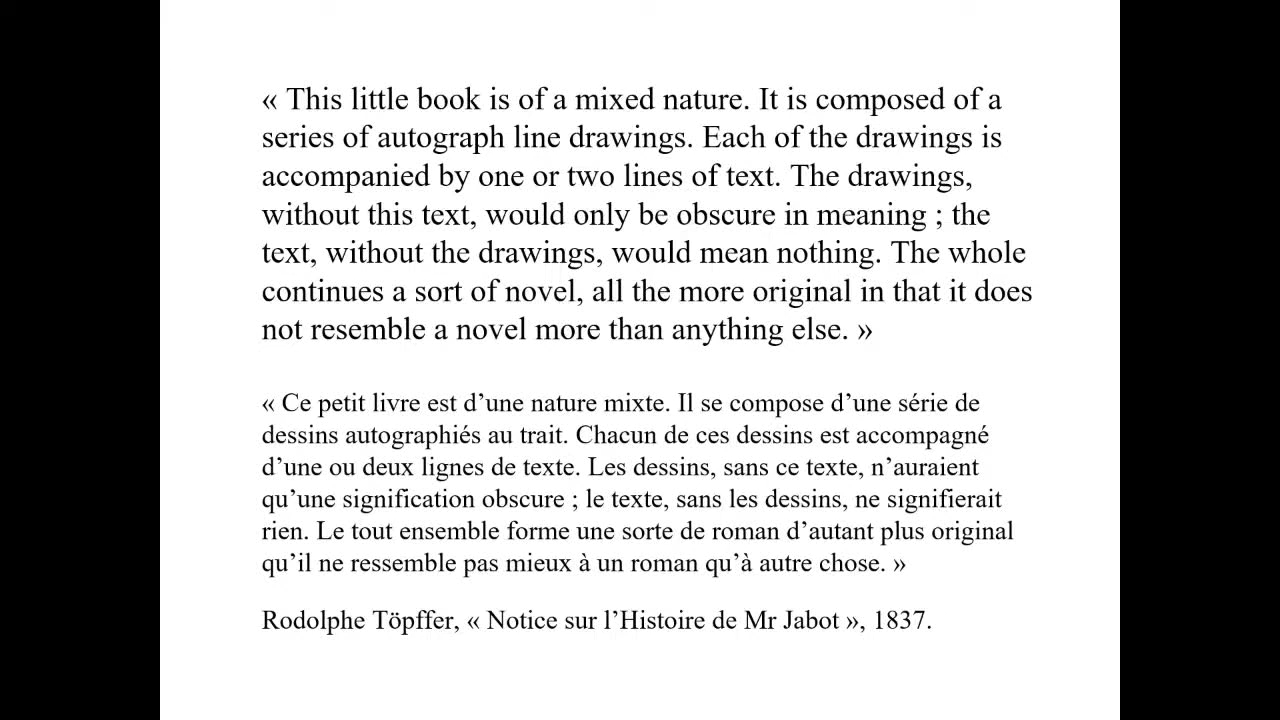 « This little book is of a mixed nature. It is composed of a
series of autograph line drawings. Each of the drawings is
accompanied by one or two lines of text. The drawings,
without this text, would only be obscure in meaning ; the
text, without the drawings, would mean nothing. The whole
continues a sort of novel, all the more original in that it does
not resemble a novel more than anything else. »
« Ce petit livre est d’une nature mixte. Il se compose d’une série de
dessins autographiés au trait. Chacun de ces dessins est accompagné
d’une ou deux lignes de texte. Les dessins, sans ce texte, n’auraient
qu’une signification obscure ; le texte, sans les dessins, ne signifierait
rien. Le tout ensemble forme une sorte de roman d’autant plus original
qu’il ne ressemble pas mieux à un roman qu’à autre chose. »
Rodolphe Töpffer, « Notice sur l’Histoire de Mr Jabot », 1837.